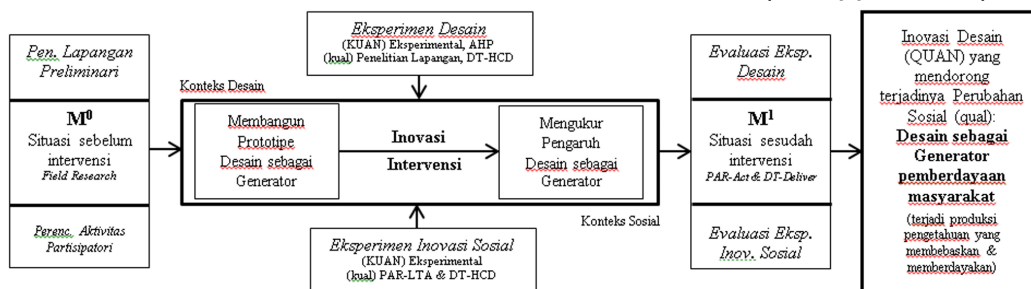 Pen. Lapangan
Preliminari
M⁰
Situasi sebelum
intervensi
Field Research
Perenc. Aktivitas
Partisipatori
Eksperimen Desain
(KUAN) Eksperimental, AHP
(kual) Penelitian Lapangan, DT-HCD
Konteks Desain
Membangun
Prototipe
Desain sebagai
Generator
Inovasi
Intervensi
Mengukur
Pengaruh
Desain sebagai
Generator
Konteks Sosial
Eksperimen Inovasi Sosial
(KUAN) Eksperimental
(kual) PAR-LTA & DT-HCD
Evaluasi Eksp.
Desain
M¹
Situasi sesudah
intervensi
PAR-Act & DT-Deliver
Evaluasi Eksp.
Inov. Sosial
Inovasi Desain
(QUAN) yang
mendorong
terjadinya Perubahan
Sosial (qual):
Desain sebagai
Generator
pemberdayaan
masyarakat
(terjadi produksi
pengetahuan yang
membebaskan &
memberdayakan)